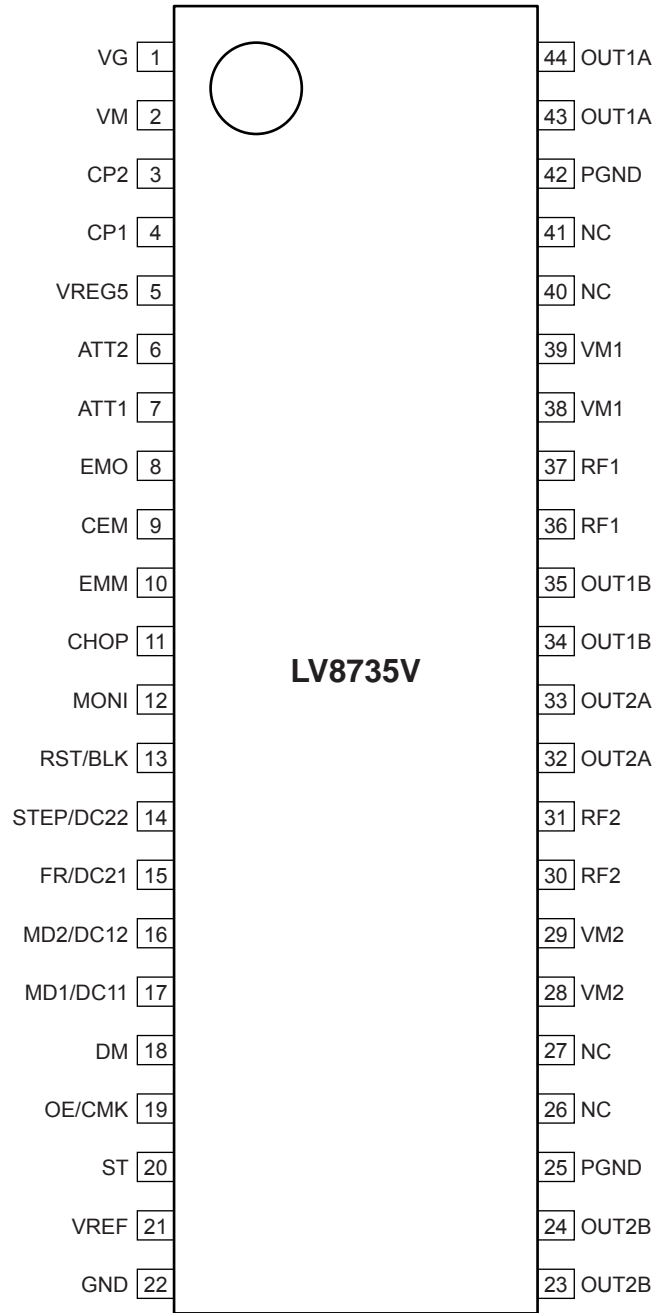 VG 1 44 OUT1A
VM 2 43 OUT1A
CP2 3 42 PGND
CP1 4 41 NC
VREG5 5 40 NC
ATT2 6 39 VM1
ATT1 7 38 VM1
EMO 8 37 RF1
CEM 9 36 RF1
EMM 10 35 OUT1B
CHOP 11 34 OUT1B
LV8735V
MONI 12 33 OUT2A
RST/BLK 13 32 OUT2A
STEP/DC22 14 31 RF2
FR/DC21 15 30 RF2
MD2/DC12 16 29 VM2
MD1/DC11 17 28 VM2
DM 18 27 NC
OE/CMK 19 26 NC
ST 20 25 PGND
VREF 21 24 OUT2B
GND 22 23 OUT2B